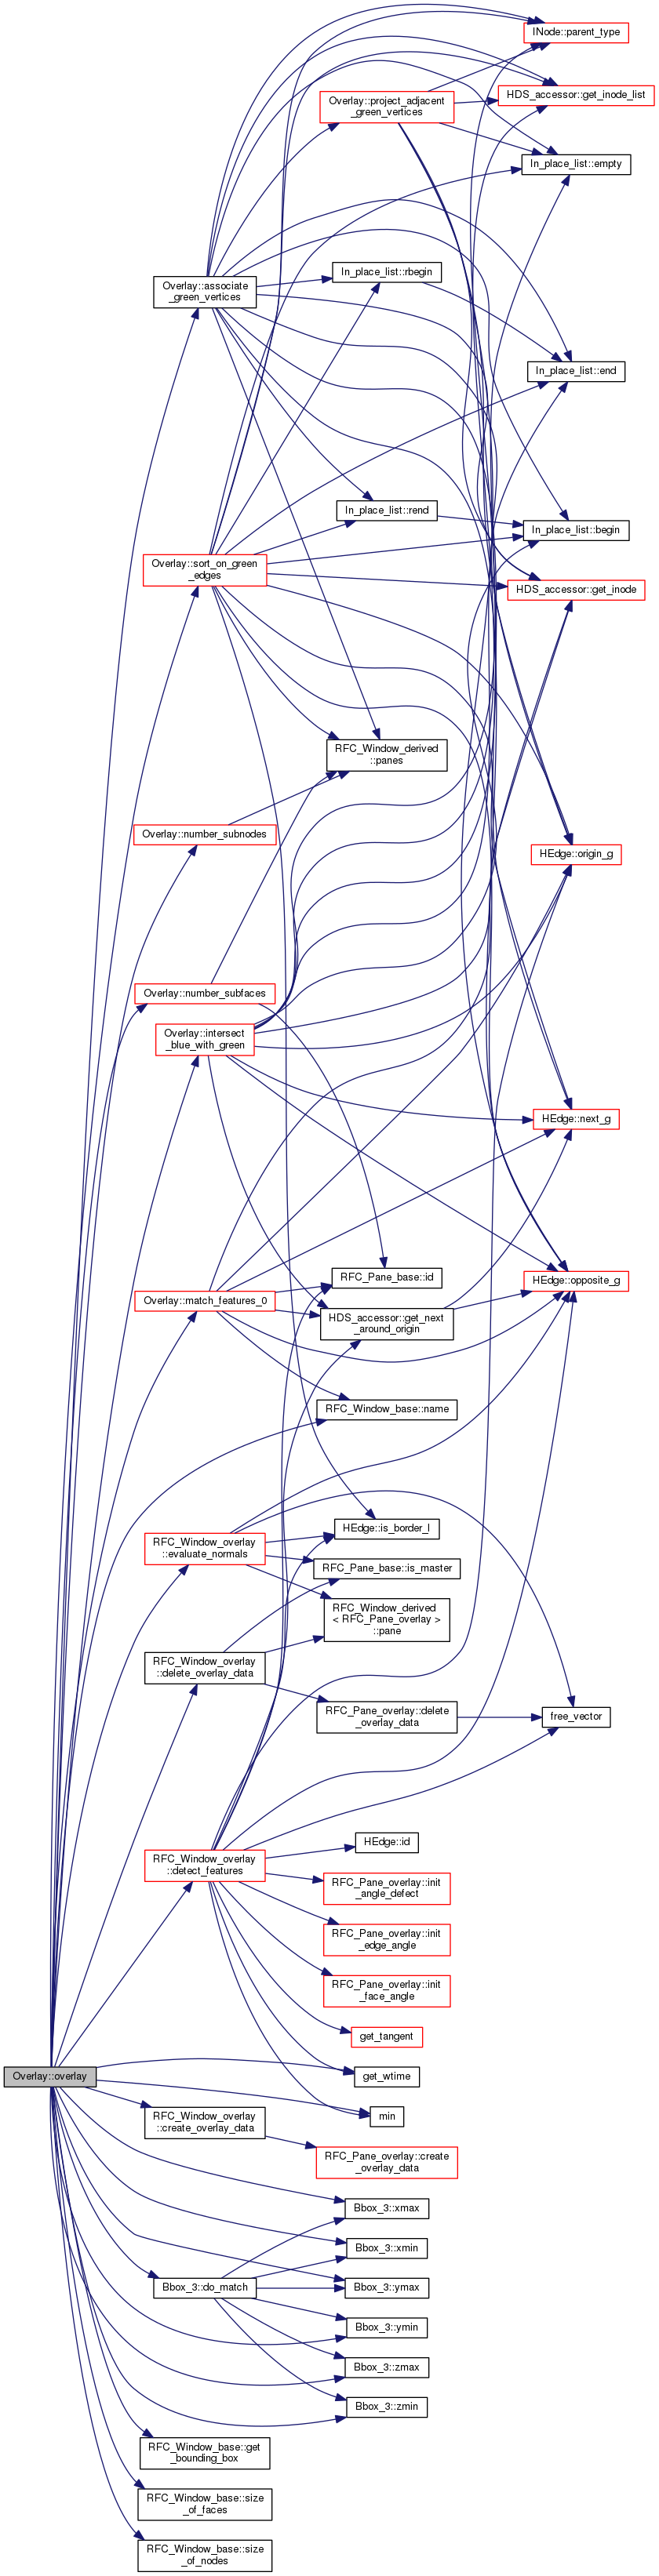 INode::parent_type
HDS_accessor::get_inode_list
Overlay::project_adjacent
_green_vertices
In_place_list::empty
In_place_list::rbegin
Overlay::associate
_green_vertices
In_place_list::end
In_place_list::rend
In_place_list::begin
Overlay::sort_on_green
_edges
HDS_accessor::get_inode
RFC_Window_derived
::panes
Overlay::number_subnodes
HEdge::origin_g
Overlay::number_subfaces
Overlay::intersect
_blue_with_green
HEdge::next_g
RFC_Pane_base::id
HEdge::opposite_g
Overlay::match_features_0
HDS_accessor::get_next
_around_origin
RFC_Window_base::name
HEdge::is_border_l
RFC_Window_overlay
::evaluate_normals
RFC_Pane_base::is_master
RFC_Window_derived
< RFC_Pane_overlay >
::pane
RFC_Window_overlay
::delete_overlay_data
RFC_Pane_overlay::delete
_overlay_data
free_vector
HEdge::id
RFC_Window_overlay
::detect_features
RFC_Pane_overlay::init
_angle_defect
RFC_Pane_overlay::init
_edge_angle
RFC_Pane_overlay::init
_face_angle
get_tangent
Overlay::overlay
get_wtime
min
RFC_Window_overlay
::create_overlay_data
RFC_Pane_overlay::create
_overlay_data
Bbox_3::xmax
Bbox_3::xmin
Bbox_3::do_match
Bbox_3::ymax
Bbox_3::ymin
Bbox_3::zmax
Bbox_3::zmin
RFC_Window_base::get
_bounding_box
RFC_Window_base::size
_of_faces
RFC_Window_base::size
_of_nodes